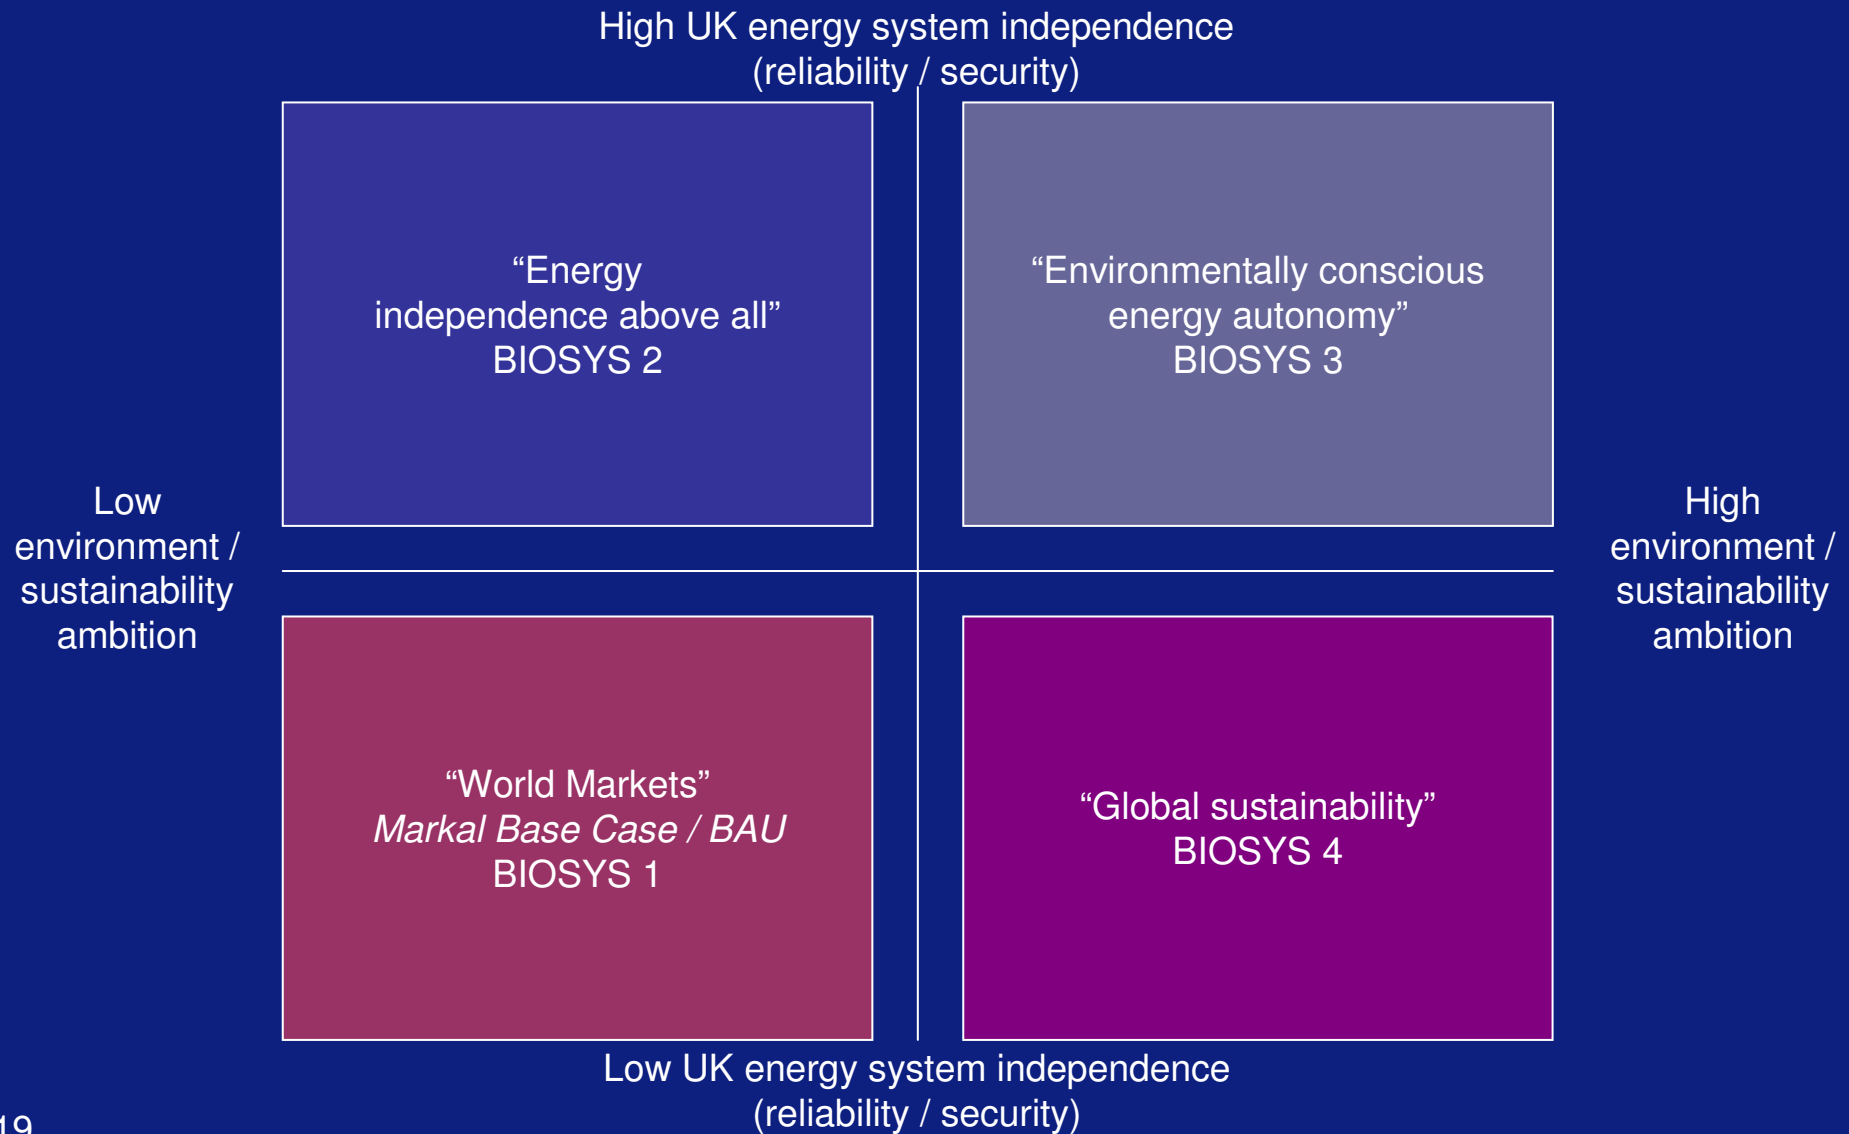 High UK energy system independence
(reliability / security)
“Energy
independence above all”
BIOSYS 2
“Environmentally conscious
energy autonomy”
BIOSYS 3
Low
environment /
sustainability
ambition
High
environment /
sustainability
ambition
“World Markets”
Markal Base Case / BAU
BIOSYS 1
“Global sustainability”
BIOSYS 4
Low UK energy system independence
(reliability / security)
19